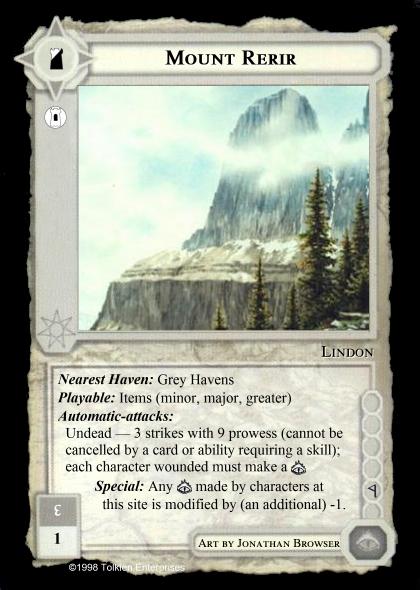 MOUNT RERIR
LINDON
Nearest Haven: Grey Havens
Playable: Items (minor, major, greater)
Automatic-attacks:
Undead — 3 strikes with 9 prowess (cannot be
cancelled by a card or ability requiring a skill);
each character wounded must make a
Special: Any made by characters at
this site is modified by (an additional) -1.
ε
1
ART BY JONATHAN BROWSER
©1998 Tolkien Enterprises